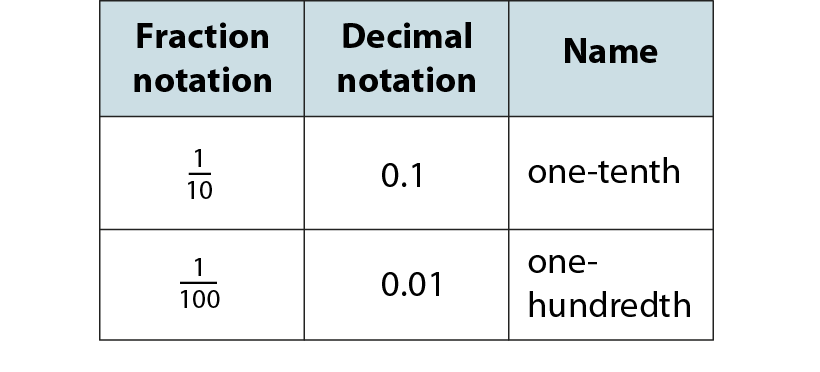 Fraction notation
Decimal notation
Name
1/10
0.1
one-tenth
1/100
0.01
one-
hundredth